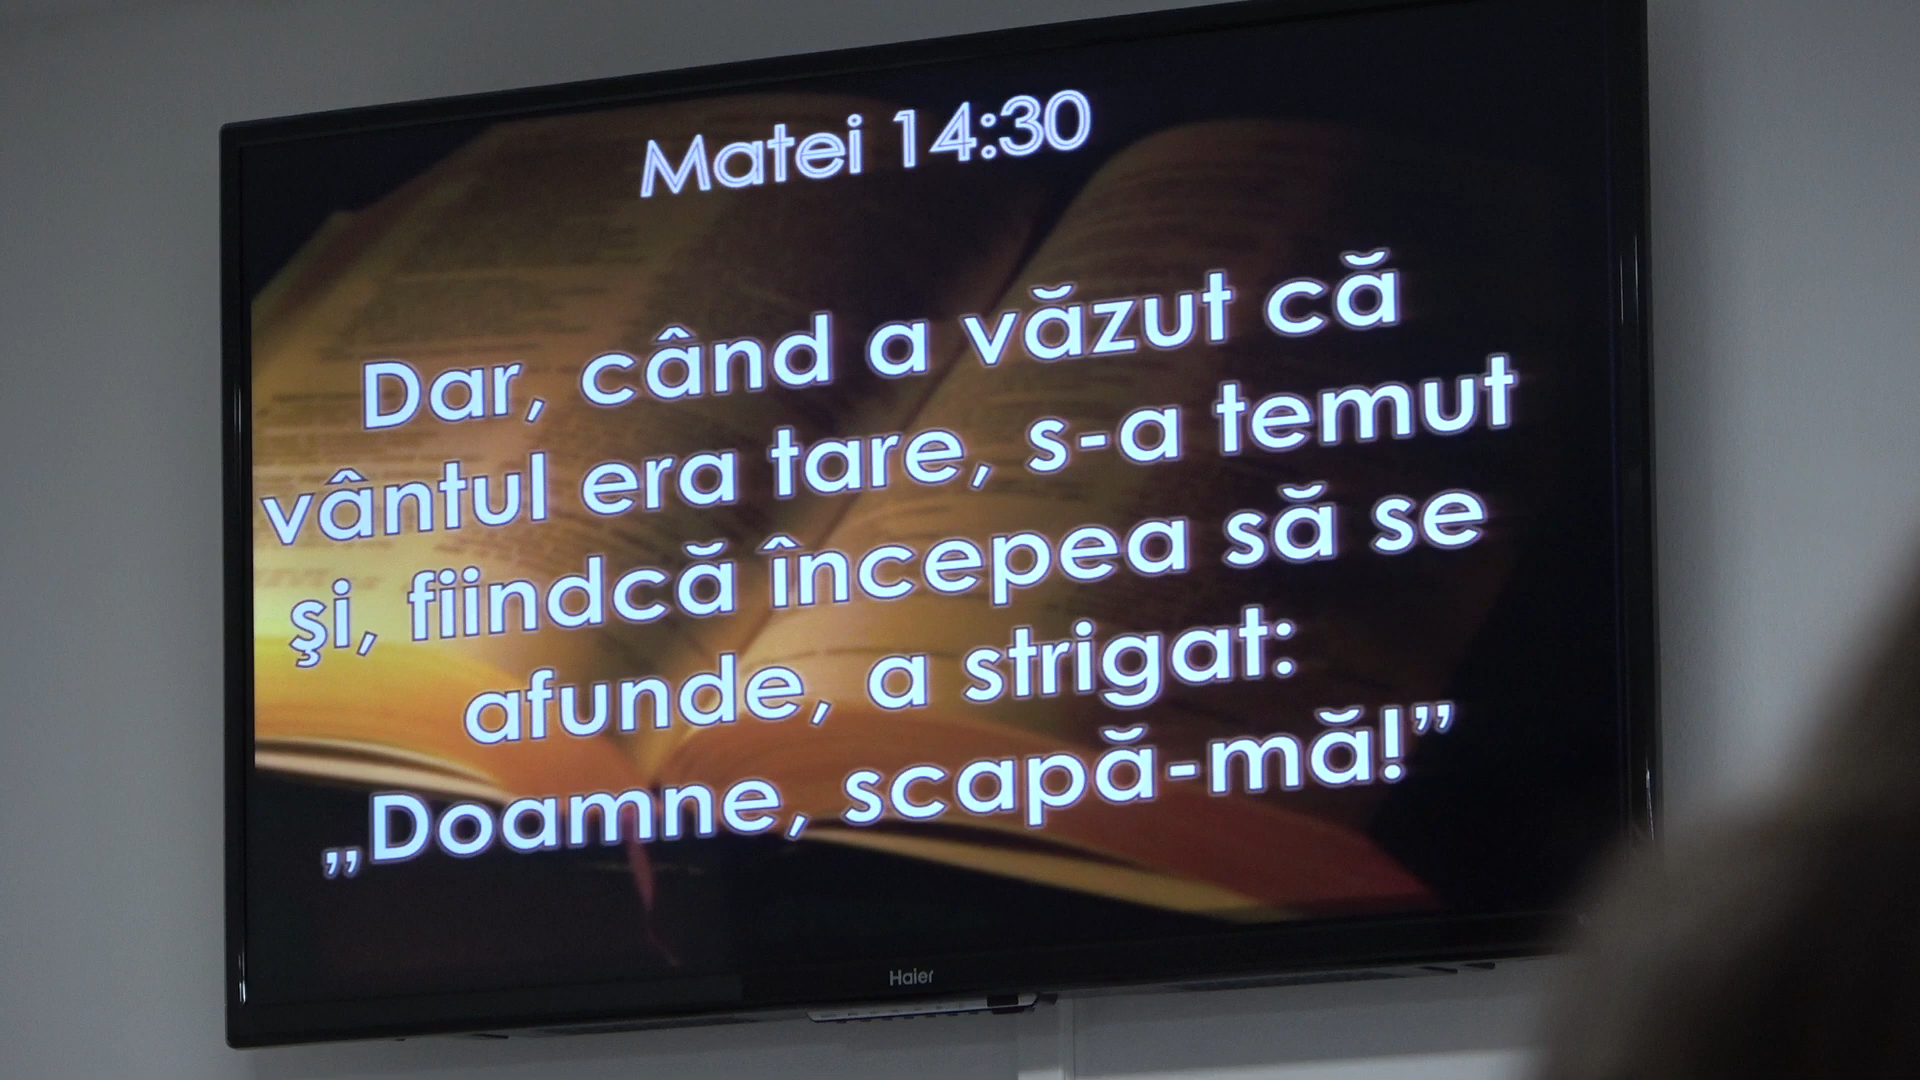 Matei 14:30
Dar, când a văzut că
vântul era tare, s-a temut
şi, fiindcă începea să se
afunde, a strigat:
„Doamne, scapă-mă!”
Haier